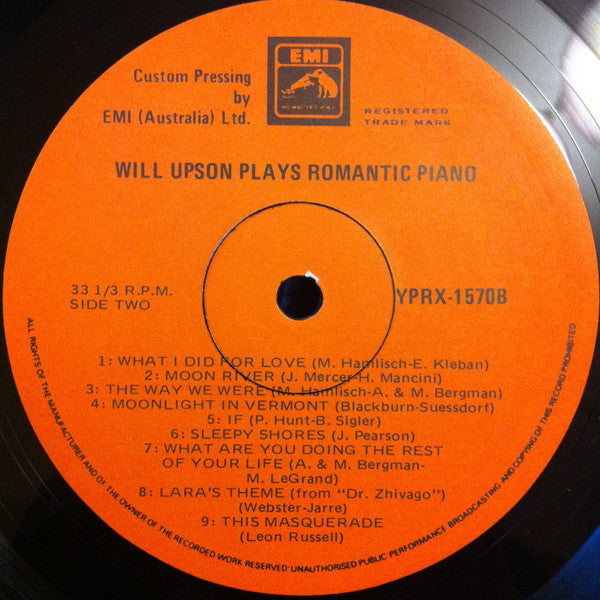 EMI
HIS MASTER'S VOICE
Custom Pressing
by
EMI (Australia) Ltd.
REGISTERED
TRADE MARK
WILL UPSON PLAYS ROMANTIC PIANO
33 1/3 R.P.M.
SIDE TWO
YPRX-1570B
1: WHAT I DID FOR LOVE (M. Hamlisch-E. Kleban)
2: MOON RIVER (J. Mercer-H. Mancini)
3: THE WAY WE WERE (M. Hamlisch-A. & M. Bergman)
4: MOONLIGHT IN VERMONT (Blackburn-Suessdorf)
5: IF (P. Hunt-B. Sigler)
6: SLEEPY SHORES (J. Pearson)
7: WHAT ARE YOU DOING THE REST
OF YOUR LIFE (A. & M. Bergman-
M. LeGrand)
8: LARA'S THEME (from "Dr. Zhivago")
(Webster-Jarre)
9: THIS MASQUERADE
(Leon Russell)
ALL RIGHTS OF THE MANUFACTURER AND OF THE OWNER OF THE RECORDED WORK RESERVED·UNAUTHORISED PUBLIC PERFORMANCE BROADCASTING AND COPYING OF THIS RECORD PROHIBITED